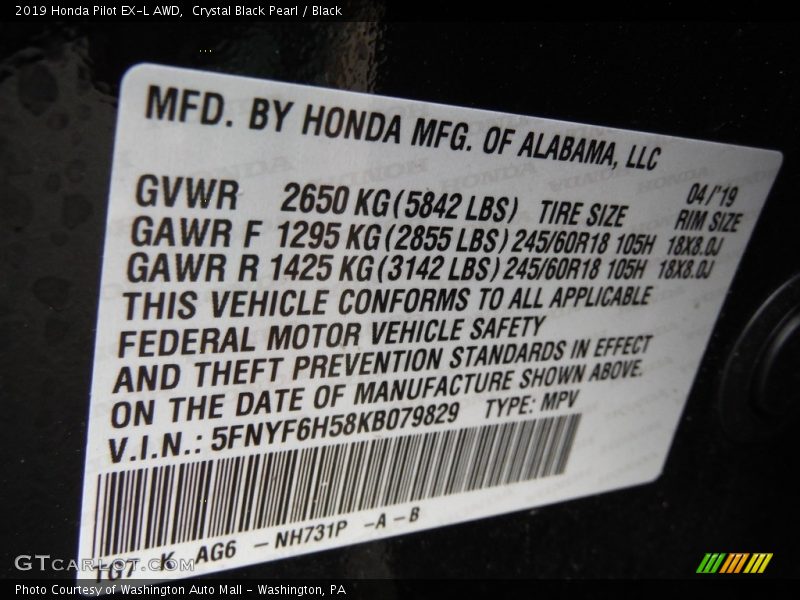 2019 Honda Pilot EX-L AWD,  Crystal Black Pearl / Black
MFD. BY HONDA MFG. OF ALABAMA, LLC
04/'19
GVWR 2650 KG (5842 LBS) TIRE SIZE RIM SIZE
GAWR F 1295 KG (2855 LBS) 245/60R18 105H 18X8.0J
GAWR R 1425 KG (3142 LBS) 245/60R18 105H 18X8.0J
THIS VEHICLE CONFORMS TO ALL APPLICABLE
FEDERAL MOTOR VEHICLE SAFETY
AND THEFT PREVENTION STANDARDS IN EFFECT
ON THE DATE OF MANUFACTURE SHOWN ABOVE.
V.I.N.: 5FNYF6H58KB079829 TYPE: MPV
TG7 K AG6 – NH731P –A –B
GTcarlot.com
Photo Courtesy of Washington Auto Mall – Washington, PA